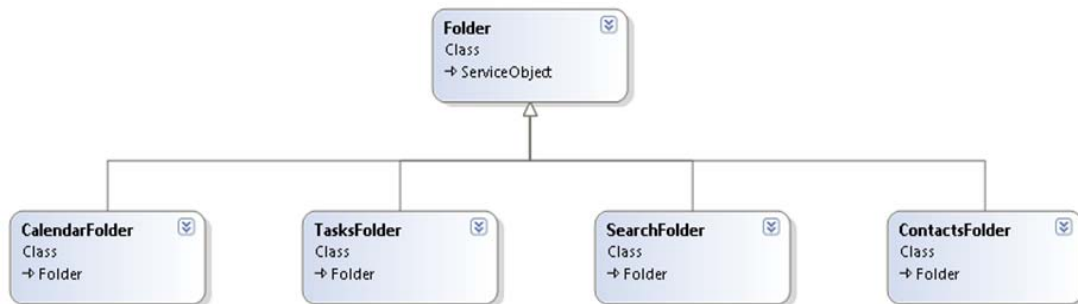 Folder
Class
ServiceObject
CalendarFolder
Class
Folder
TasksFolder
Class
Folder
SearchFolder
Class
Folder
ContactsFolder
Class
Folder